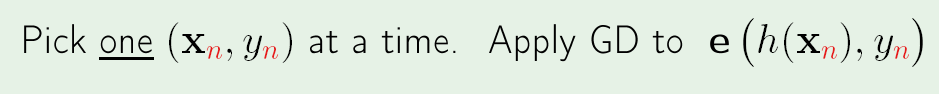 Pick one (𝐱ₙ, yₙ) at a time. Apply GD to 𝐞(h(𝐱ₙ), yₙ)